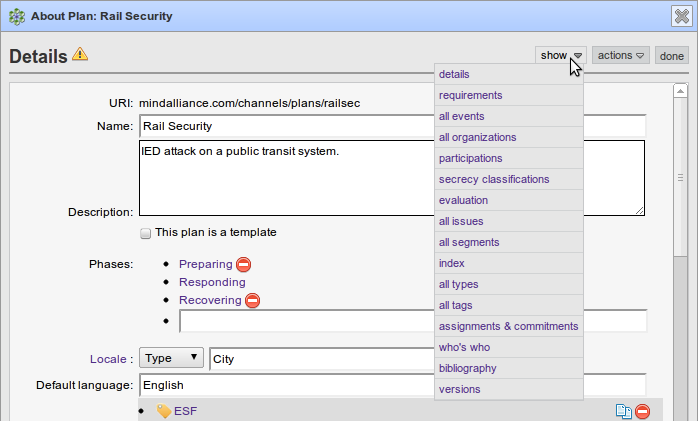 About Plan: Rail Security
Details
show
actions
done
details
requirements
all events
all organizations
participations
secrecy classifications
evaluation
all issues
all segments
index
all types
all tags
assignments & commitments
who's who
bibliography
versions
URI: mindalliance.com/channels/plans/railsec
Name: Rail Security
IED attack on a public transit system.
Description:
This plan is a template
Phases:
Preparing
Responding
Recovering
Locale : Type City
Default language: English
ESF